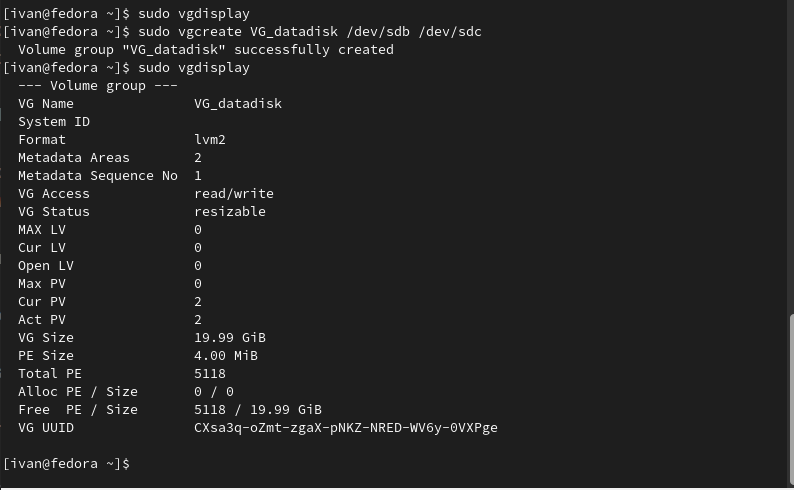 [ivan@fedora ~]$ sudo vgdisplay
[ivan@fedora ~]$ sudo vgcreate VG_datadisk /dev/sdb /dev/sdc
  Volume group "VG_datadisk" successfully created
[ivan@fedora ~]$ sudo vgdisplay
  --- Volume group ---
  VG Name               VG_datadisk
  System ID
  Format                lvm2
  Metadata Areas        2
  Metadata Sequence No  1
  VG Access             read/write
  VG Status             resizable
  MAX LV                0
  Cur LV                0
  Open LV               0
  Max PV                0
  Cur PV                2
  Act PV                2
  VG Size               19.99 GiB
  PE Size               4.00 MiB
  Total PE              5118
  Alloc PE / Size       0 / 0
  Free  PE / Size       5118 / 19.99 GiB
  VG UUID               CXsa3q-oZmt-zgaX-pNKZ-NRED-WV6y-0VXPge
[ivan@fedora ~]$